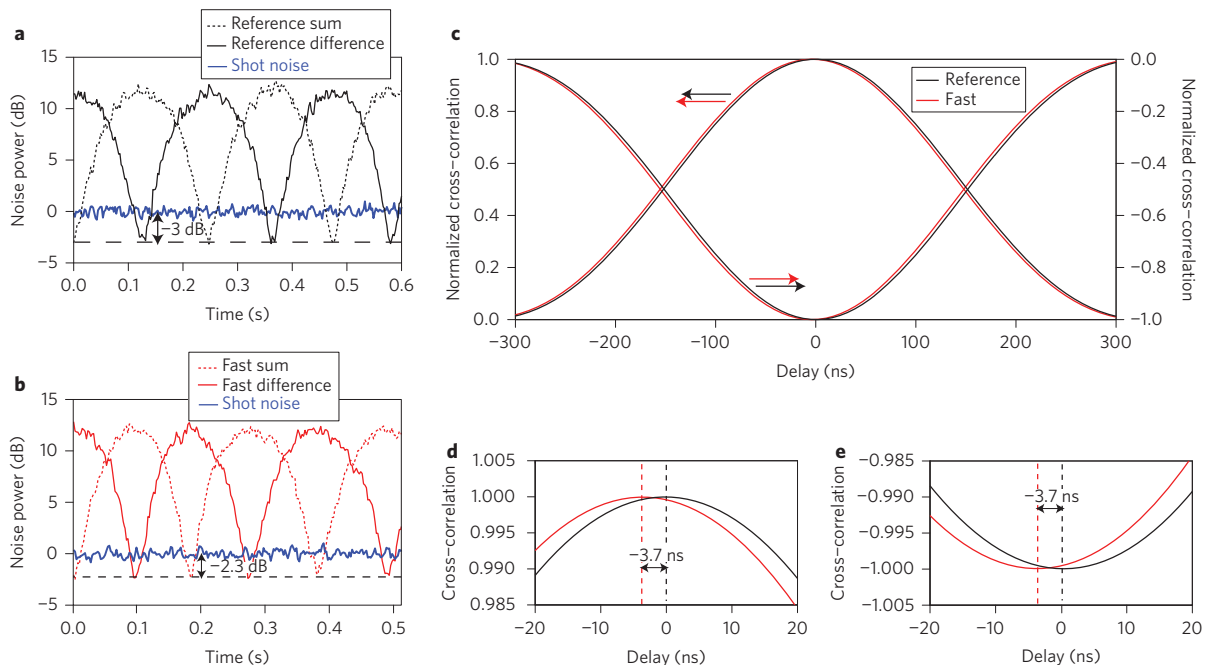 a
Reference sum
Reference difference
Shot noise
15
10
5
0
−5
Noise power (dB)
−3 dB
0.0 0.1 0.2 0.3 0.4 0.5 0.6
Time (s)
b
Fast sum
Fast difference
Shot noise
15
10
5
0
−5
Noise power (dB)
−2.3 dB
0.0 0.1 0.2 0.3 0.4 0.5
Time (s)
c
Reference
Fast
1.0
0.8
0.6
0.4
0.2
0.0
Normalized cross-correlation
0.0
−0.2
−0.4
−0.6
−0.8
−1.0
Normalized cross-correlation
−300 −200 −100 0 100 200 300
Delay (ns)
d
1.005
1.000
0.995
0.990
0.985
Cross-correlation
−3.7 ns
−20 −10 0 10 20
Delay (ns)
e
−0.985
−0.990
−0.995
−1.000
−1.005
Cross-correlation
−3.7 ns
−20 −10 0 10 20
Delay (ns)